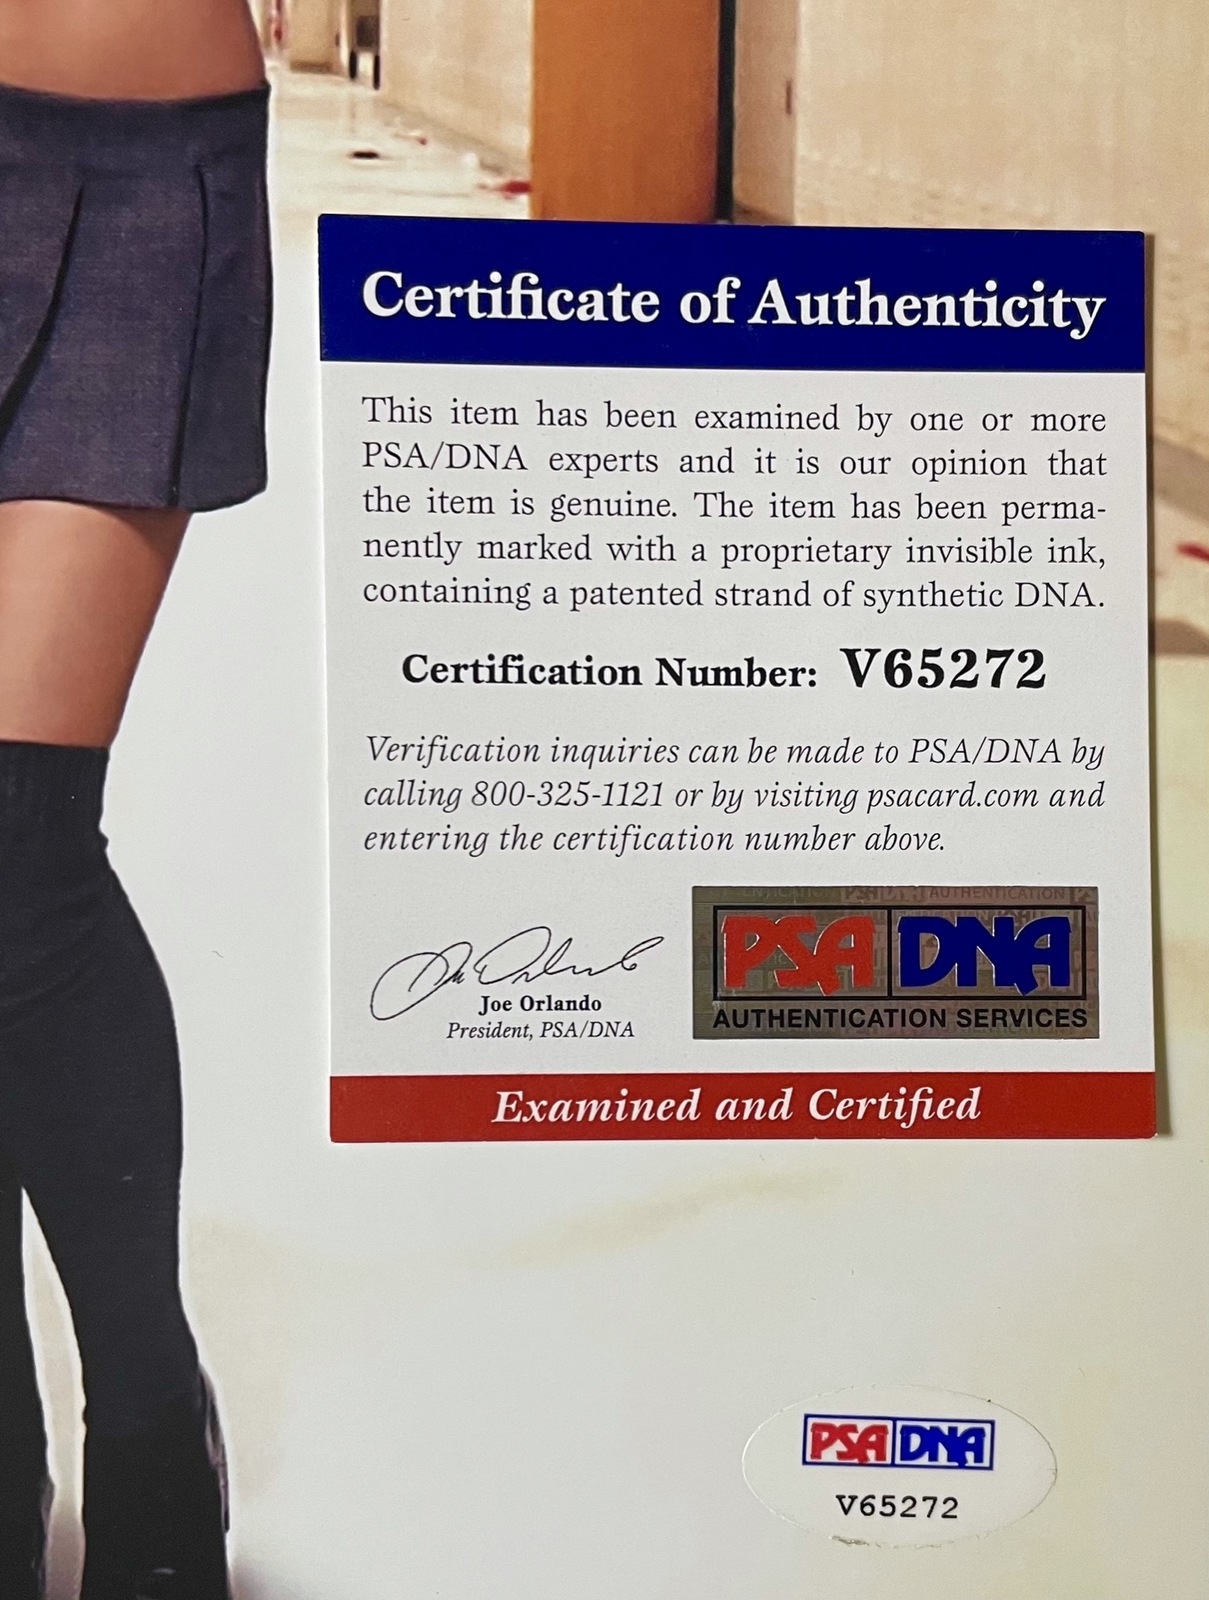 Certificate of Authenticity
This item has been examined by one or more
PSA/DNA experts and it is our opinion that
the item is genuine. The item has been perma-
nently marked with a proprietary invisible ink,
containing a patented strand of synthetic DNA.
Certification Number: V65272
Verification inquiries can be made to PSA/DNA by
calling 800-325-1121 or by visiting psacard.com and
entering the certification number above.
Joe Orlando
President, PSA/DNA
PSA DNA
AUTHENTICATION SERVICES
Examined and Certified
PSA DNA
V65272